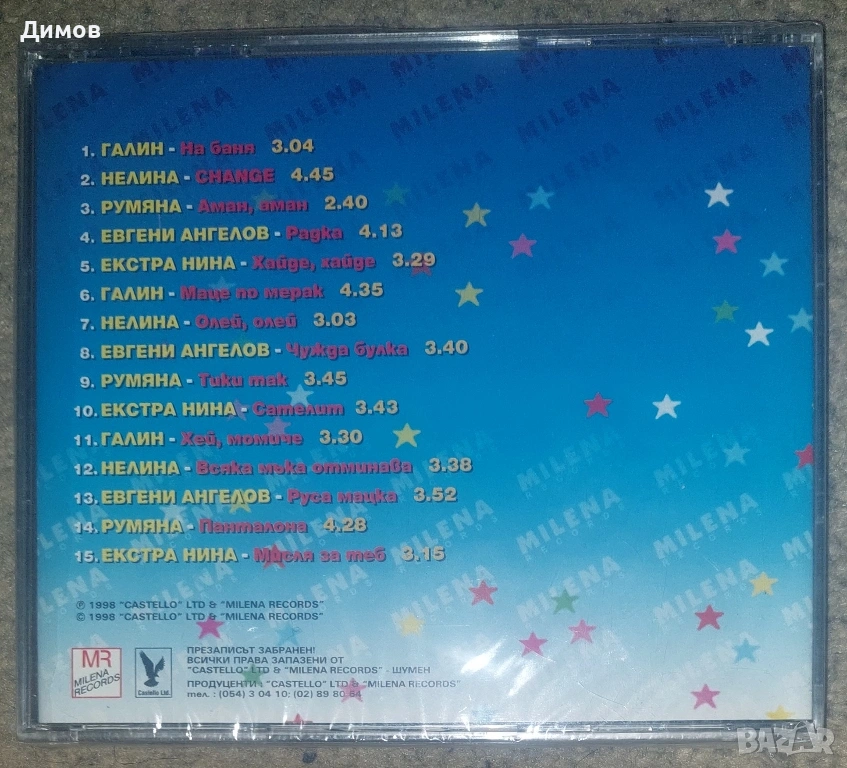 Димов
1. ГАЛИН - На баня 3.04
2. НЕЛИНА - CHANGE 4.45
3. РУМЯНА - Аман, аман 2.40
4. ЕВГЕНИ АНГЕЛОВ - Радка 4.13
5. ЕКСТРА НИНА - Хайде, хайде 3.29
6. ГАЛИН - Маце по мерак 4.35
7. НЕЛИНА - Олей, олей 3.03
8. ЕВГЕНИ АНГЕЛОВ - Чужда булка 3.40
9. РУМЯНА - Тики так 3.45
10. ЕКСТРА НИНА - Сателит 3.43
11. ГАЛИН - Хей, момиче 3.30
12. НЕЛИНА - Всяка мъка отминава 3.38
13. ЕВГЕНИ АНГЕЛОВ - Руса мацка 3.52
14. РУМЯНА - Панталона 4.28
15. ЕКСТРА НИНА - Мисля за теб 3.15
℗ 1998 "CASTELLO" LTD & "MILENA RECORDS"
© 1998 "CASTELLO" LTD & "MILENA RECORDS"
MR
MILENA
RECORDS
Castello Ltd.
ПРЕЗАПИСЪТ ЗАБРАНЕН!
ВСИЧКИ ПРАВА ЗАПАЗЕНИ ОТ
"CASTELLO" LTD & "MILENA RECORDS" - ШУМЕН
ПРОДУЦЕНТИ: "CASTELLO" LTD & "MILENA RECORDS"
тел.: (054) 3 04 10; (02) 89 80 64
BAZAR